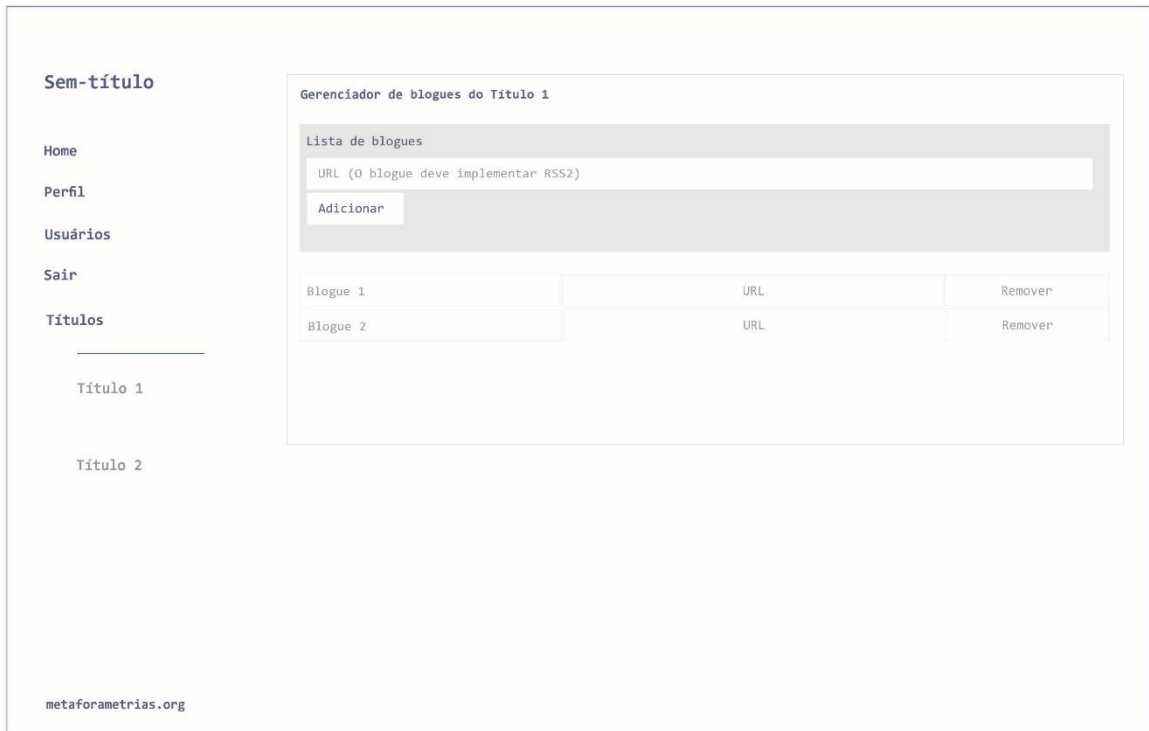 Sem-título
Home
Perfil
Usuários
Sair
Títulos
Título 1
Título 2
metaforametrias.org
Gerenciador de blogues do Título 1
Lista de blogues
URL (O blogue deve implementar RSS2)
Adicionar
Blogue 1 URL Remover
Blogue 2 URL Remover